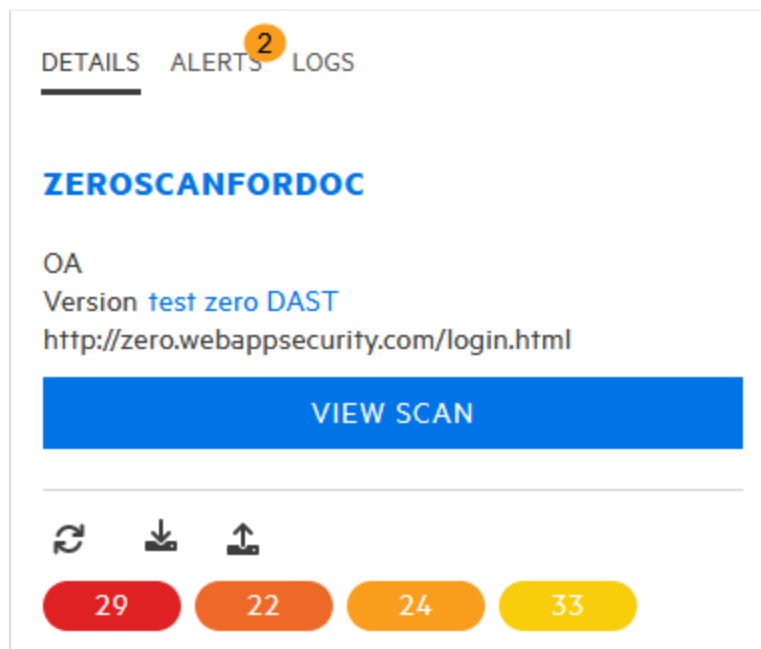 DETAILS ALERTS 2 LOGS
ZEROSCANFORDOC
OA
Version test zero DAST
http://zero.webappsecurity.com/login.html
VIEW SCAN
29 22 24 33